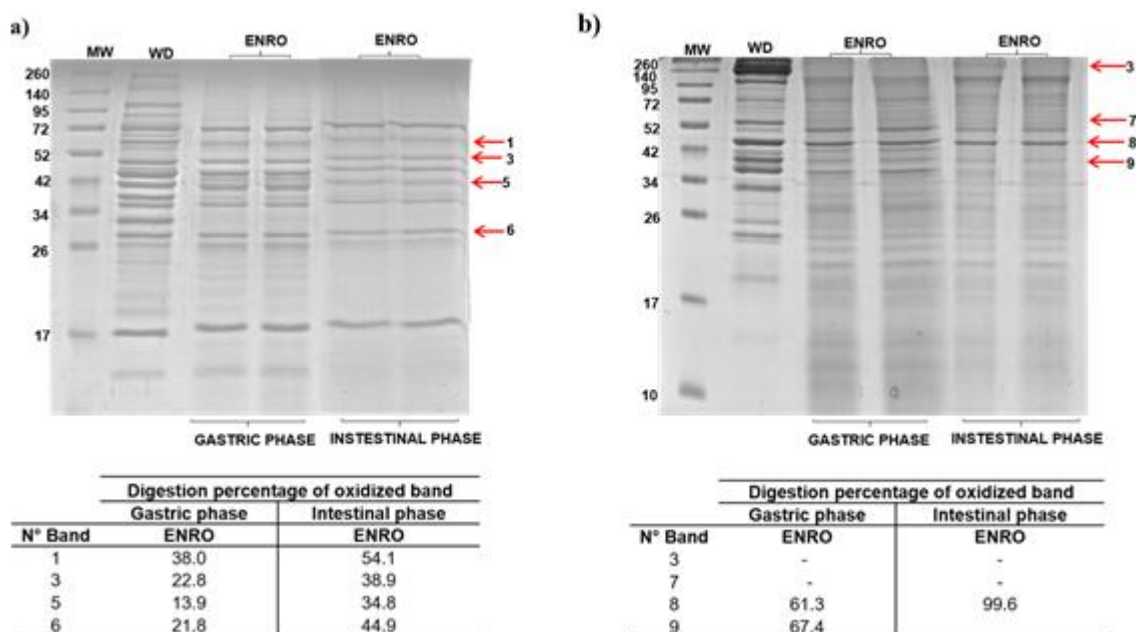 a)
MW WD ENRO ENRO
260
140
95
72
52
42
34
26
17
1
3
5
6
GASTRIC PHASE INSTESTINAL PHASE
Digestion percentage of oxidized band
Gastric phase Intestinal phase
N° Band ENRO ENRO
1 38.0 54.1
3 22.8 38.9
5 13.9 34.8
6 21.8 44.9
b)
MW WD ENRO ENRO
260
140
95
72
52
42
34
26
17
10
3
7
8
9
GASTRIC PHASE INSTESTINAL PHASE
Digestion percentage of oxidized band
Gastric phase Intestinal phase
N° Band ENRO ENRO
3 - -
7 - -
8 61.3 99.6
9 67.4